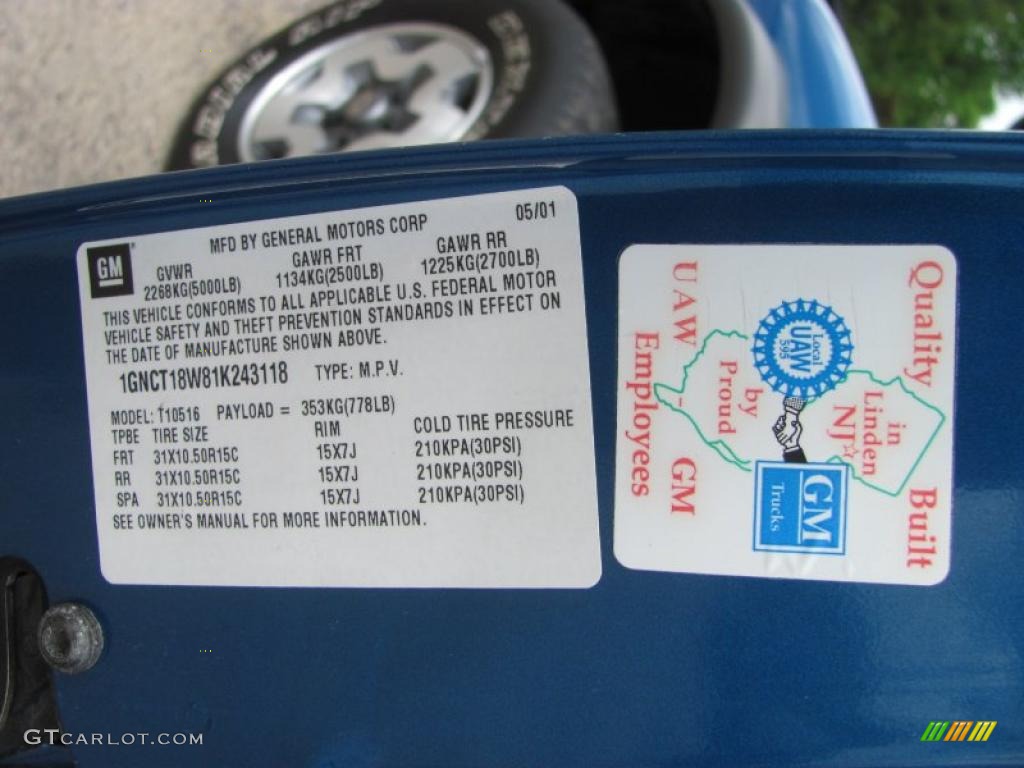 MFD BY GENERAL MOTORS CORP 05/01
GM
GVWR GAWR FRT GAWR RR
2268KG(5000LB) 1134KG(2500LB) 1225KG(2700LB)
THIS VEHICLE CONFORMS TO ALL APPLICABLE U.S. FEDERAL MOTOR
VEHICLE SAFETY AND THEFT PREVENTION STANDARDS IN EFFECT ON
THE DATE OF MANUFACTURE SHOWN ABOVE.
1GNCT18W81K243118 TYPE: M.P.V.
MODEL: T10516 PAYLOAD = 353KG(778LB)
TPBE TIRE SIZE RIM COLD TIRE PRESSURE
FRT 31X10.50R15C 15X7J 210KPA(30PSI)
RR 31X10.50R15C 15X7J 210KPA(30PSI)
SPA 31X10.50R15C 15X7J 210KPA(30PSI)
SEE OWNER'S MANUAL FOR MORE INFORMATION.
Quality Built
in
Linden
NJ
Local
UAW
595
GM
Trucks
by
Proud
UAW - GM
Employees
GTCARLOT.COM